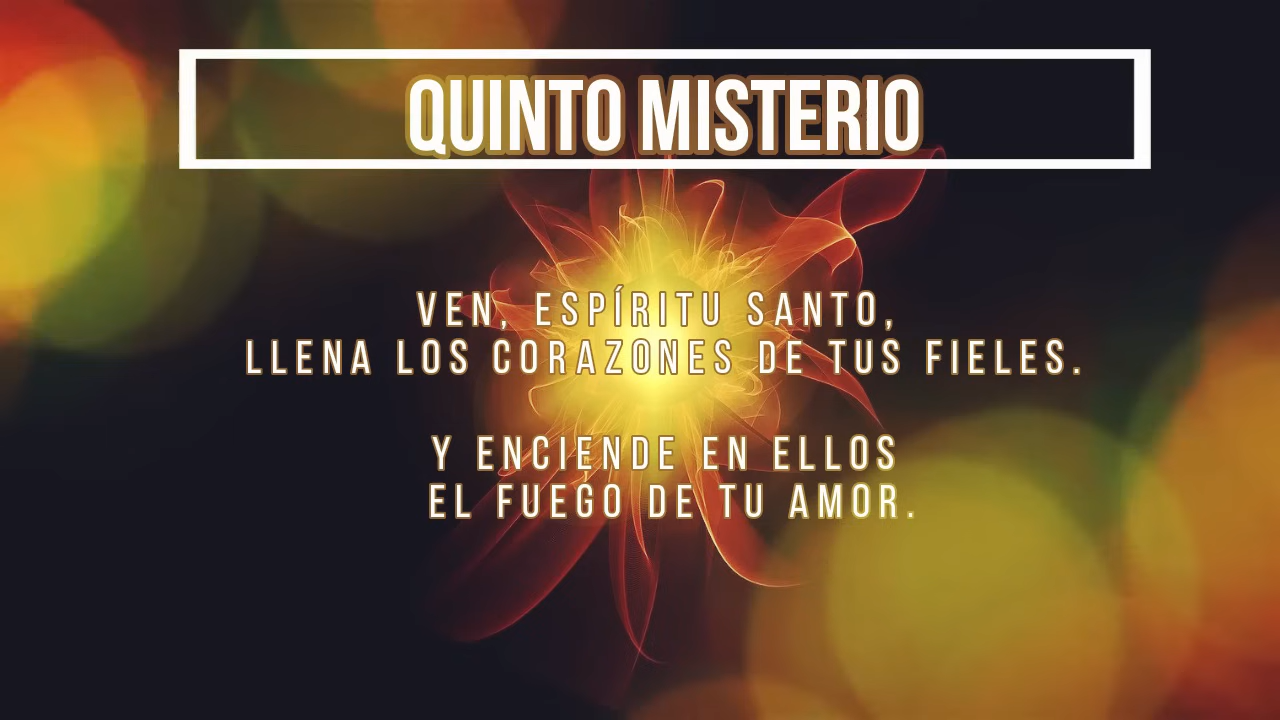 QUINTO MISTERIO
VEN, ESPÍRITU SANTO,
LLENA LOS CORAZONES DE TUS FIELES.
Y ENCIENDE EN ELLOS
EL FUEGO DE TU AMOR.